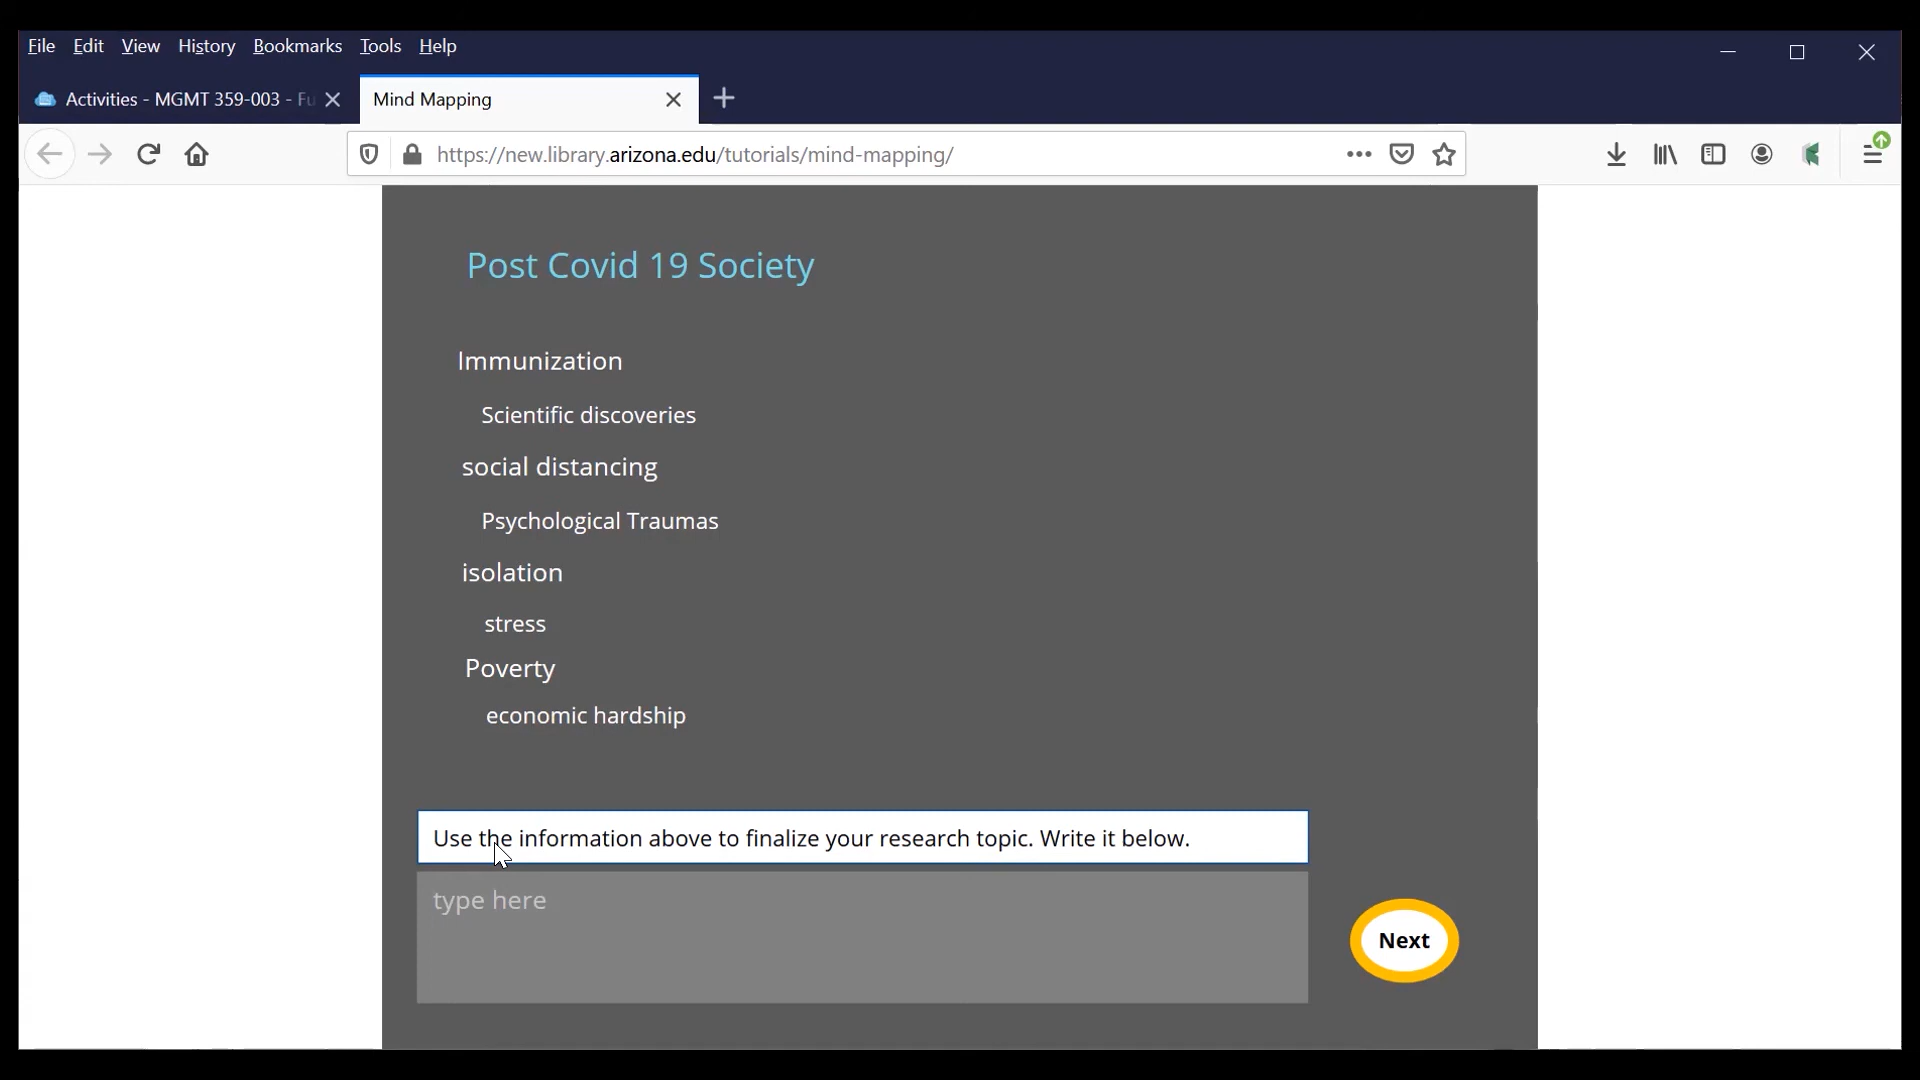 File Edit View History Bookmarks Tools Help
Activities - MGMT 359-003 - Fu
Mind Mapping
https://new.library.arizona.edu/tutorials/mind-mapping/
Post Covid 19 Society
Immunization
Scientific discoveries
social distancing
Psychological Traumas
isolation
stress
Poverty
economic hardship
Use the information above to finalize your research topic. Write it below.
type here
Next